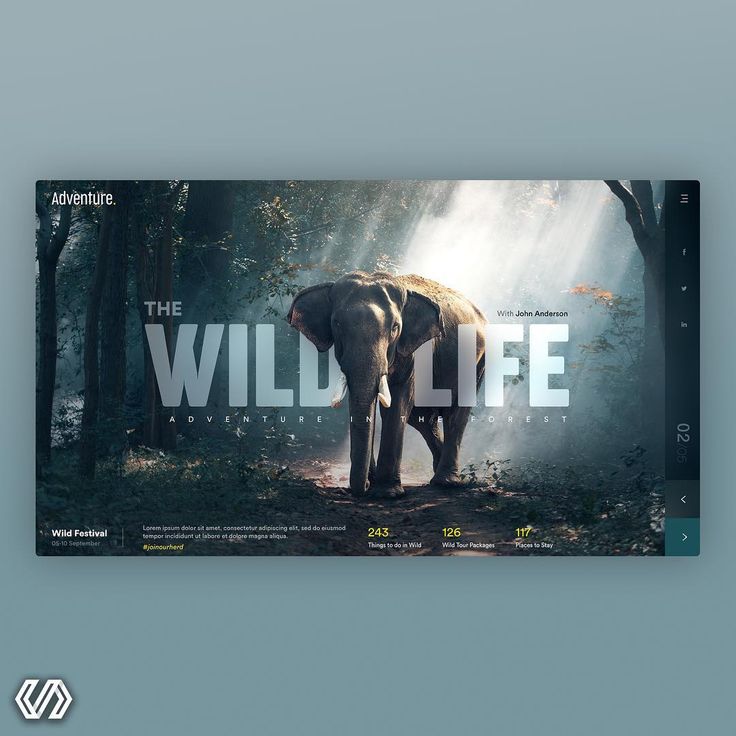 Adventure.
THE
With John Anderson
WILD LIFE
ADVENTURE IN THE FOREST
02/05
Wild Festival
05-10 September
Lorem ipsum dolor sit amet, consectetur adipiscing elit, sed do eiusmod
tempor incididunt ut labore et dolore magna aliqua.
#joinourherd
243
Things to do in Wild
126
Wild Tour Packages
117
Places to Stay